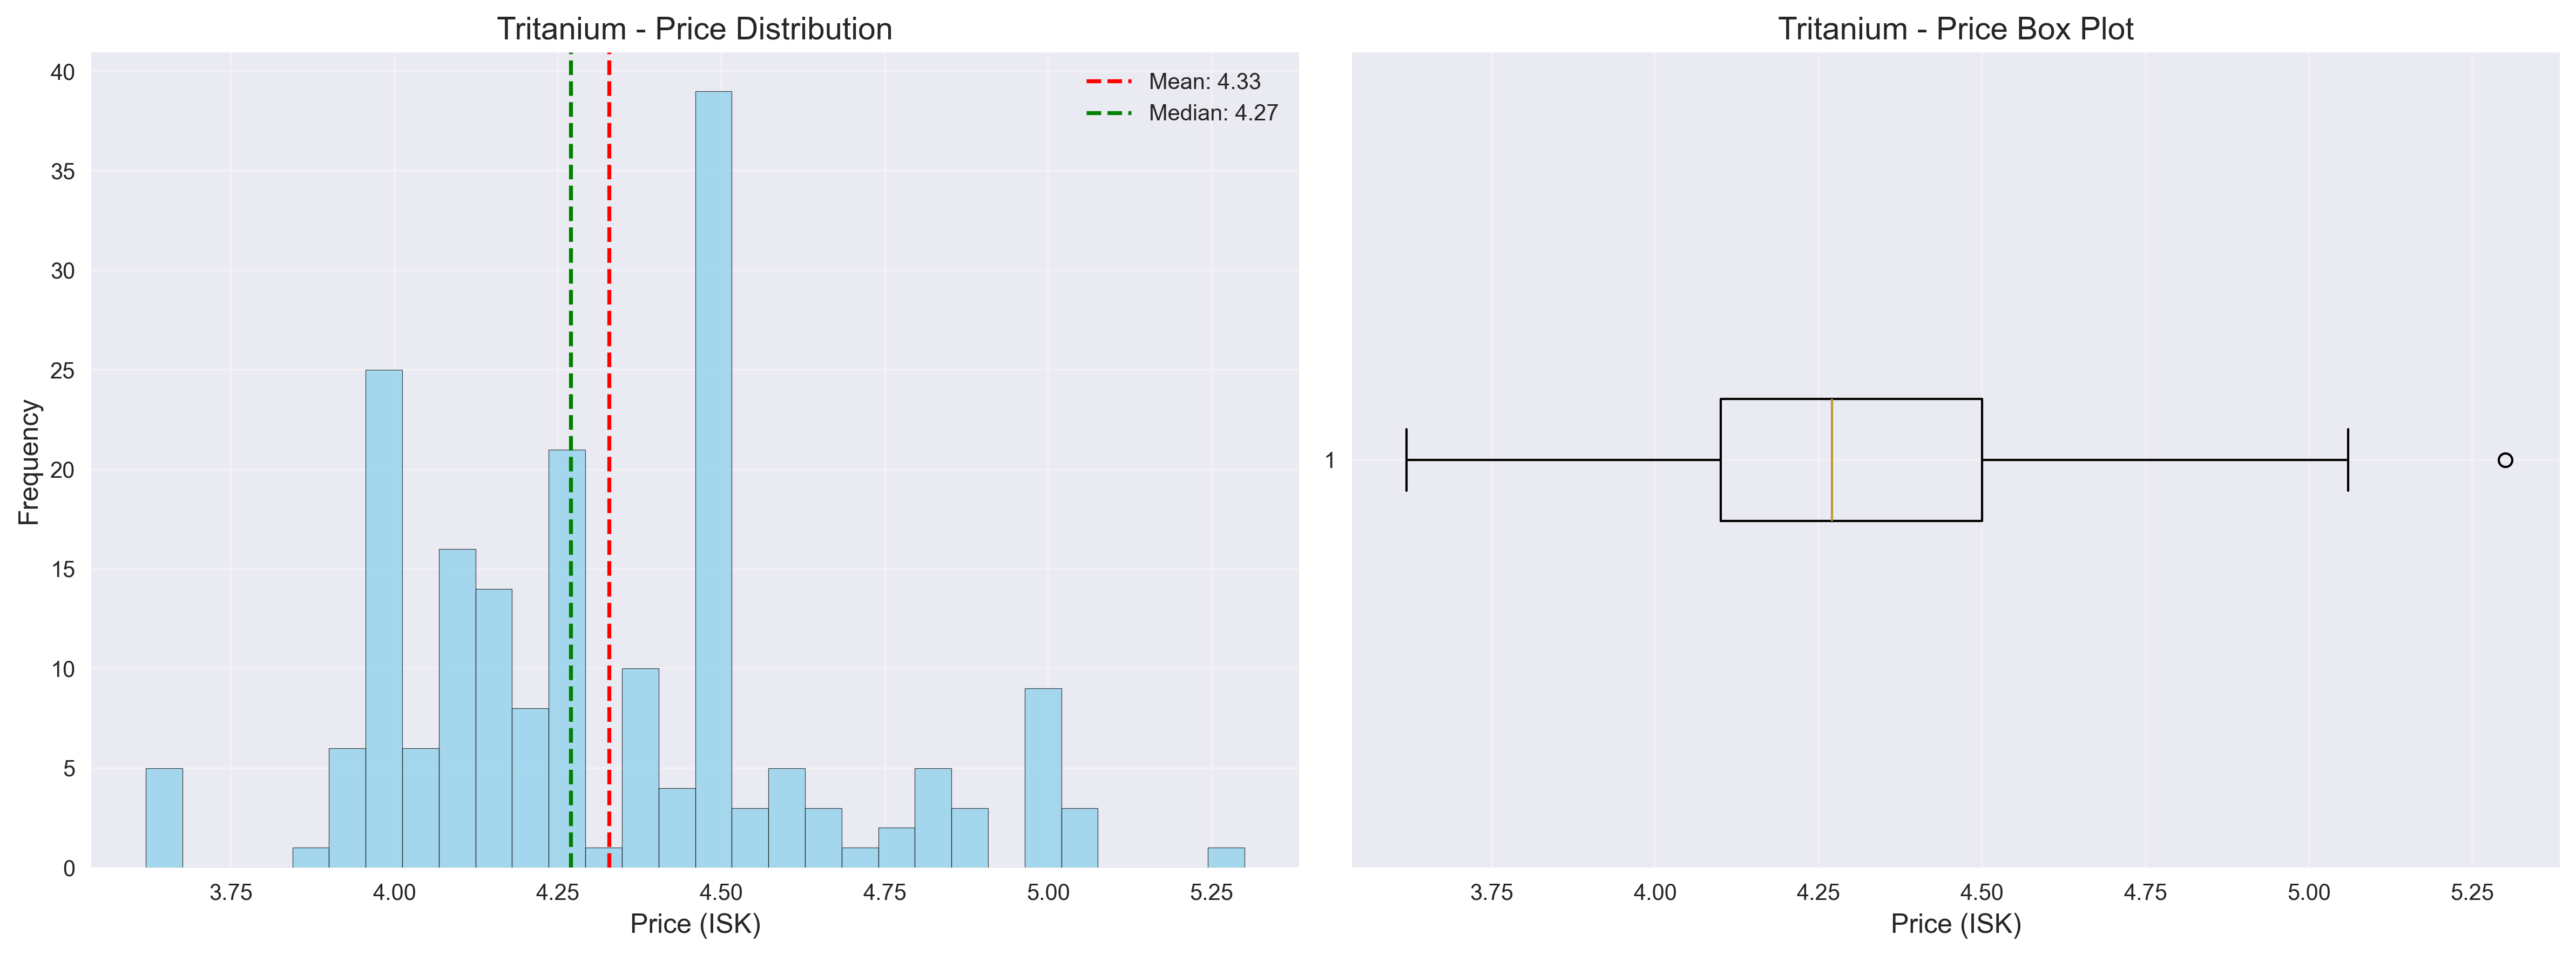 Tritanium - Price Distribution
Mean: 4.33
Median: 4.27
Frequency
40
35
30
25
20
15
10
5
0
3.75 4.00 4.25 4.50 4.75 5.00 5.25
Price (ISK)
Tritanium - Price Box Plot
1
3.75 4.00 4.25 4.50 4.75 5.00 5.25
Price (ISK)